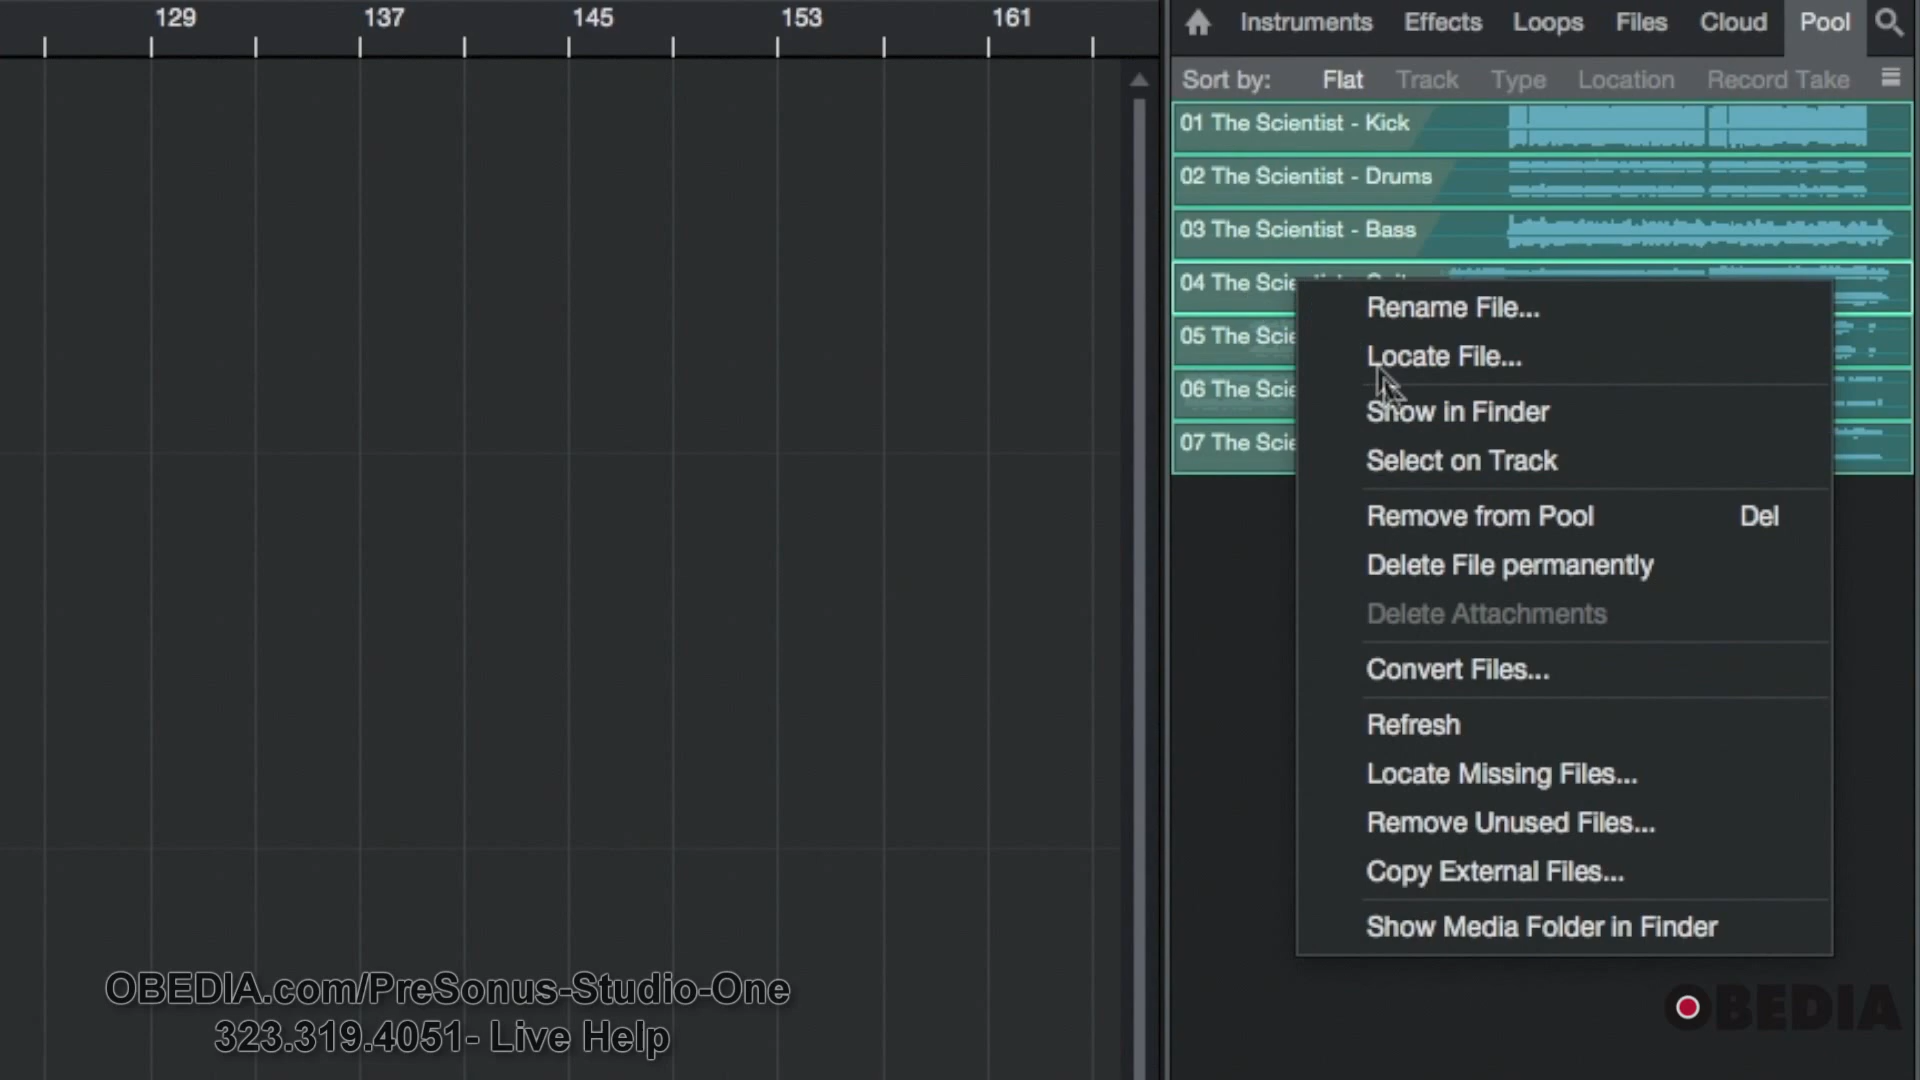 129 137 145 153 161
Instruments Effects Loops Files Cloud Pool
Sort by: Flat Track Type Location Record Take
01 The Scientist - Kick
02 The Scientist - Drums
03 The Scientist - Bass
04 The
05 The
06 The
07 The
Rename File...
Locate File...
Show in Finder
Select on Track
Remove from Pool Del
Delete File permanently
Delete Attachments
Convert Files...
Refresh
Locate Missing Files...
Remove Unused Files...
Copy External Files...
Show Media Folder in Finder
OBEDIA.com/PreSonus-Studio-One
323.319.4051- Live Help
OBEDIA